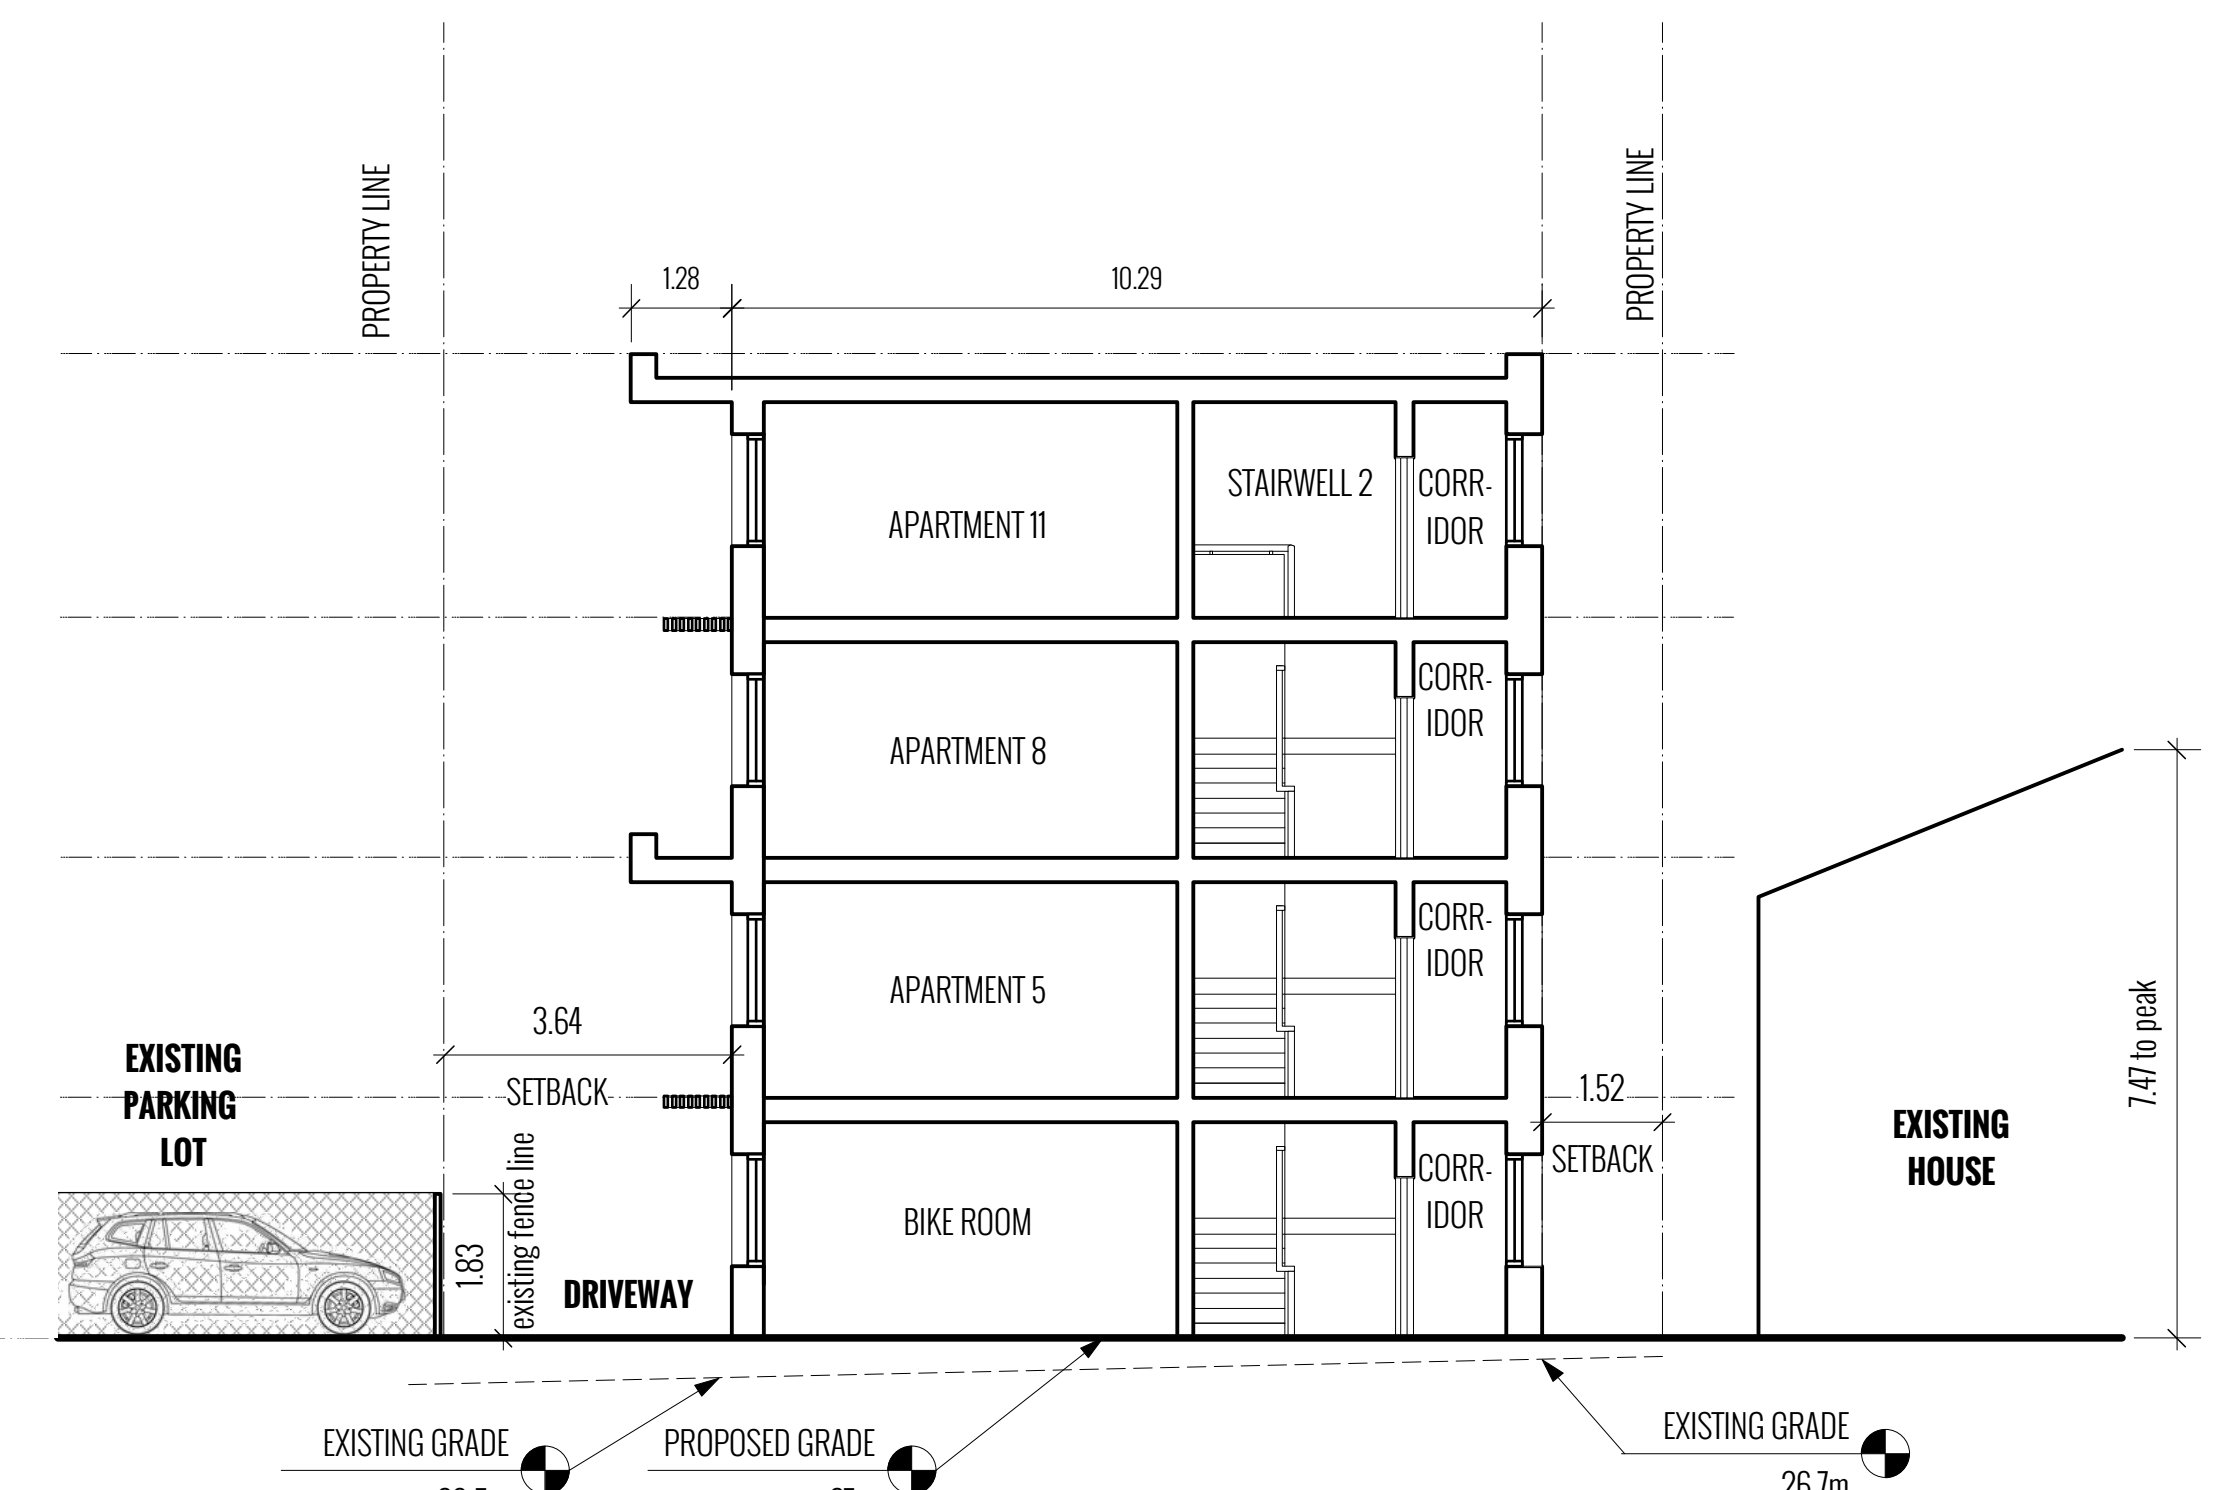 PROPERTY LINE
PROPERTY LINE
1.28
10.29
STAIRWELL 2
CORR-
IDOR
APARTMENT 11
CORR-
IDOR
APARTMENT 8
CORR-
IDOR
APARTMENT 5
7.47 to peak
3.64
SETBACK
EXISTING
PARKING
LOT
1.52
SETBACK
EXISTING
HOUSE
CORR-
IDOR
BIKE ROOM
1.83
existing fence line
DRIVEWAY
EXISTING GRADE
PROPOSED GRADE
EXISTING GRADE
26.7m